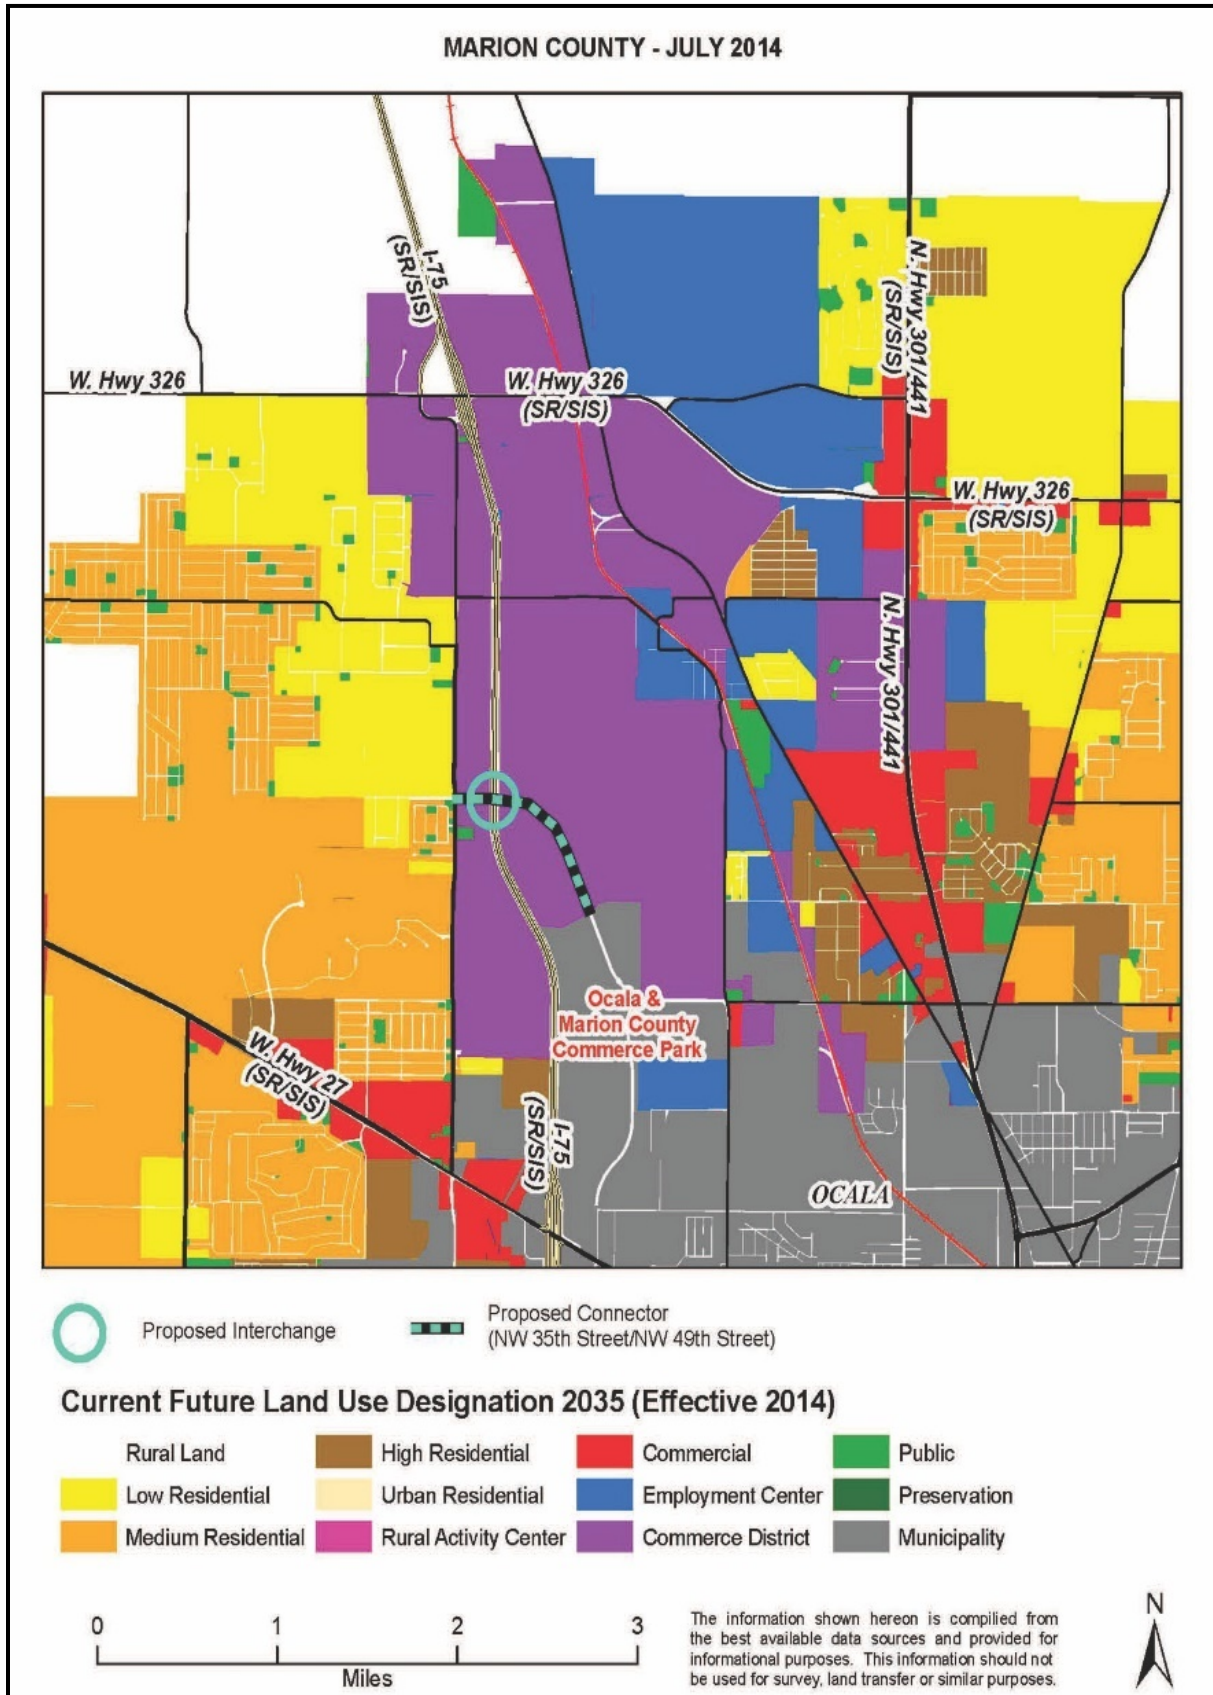 MARION COUNTY - JULY 2014
I-75
(SR/SIS)
N. Hwy 301/441
(SR/SIS)
W. Hwy 326
W. Hwy 326
(SR/SIS)
W. Hwy 326
(SR/SIS)
N. Hwy 301/441
Ocala &
Marion County
Commerce Park
W. Hwy 27
(SR/SIS)
I-75
(SR/SIS)
OCALA
Proposed Interchange
Proposed Connector
(NW 35th Street/NW 49th Street)
Current Future Land Use Designation 2035 (Effective 2014)
Rural Land
High Residential
Commercial
Public
Low Residential
Urban Residential
Employment Center
Preservation
Medium Residential
Rural Activity Center
Commerce District
Municipality
0
1
2
3
Miles
The information shown hereon is compilied from
the best available data sources and provided for
informational purposes. This information should not
be used for survey, land transfer or similar purposes.
N